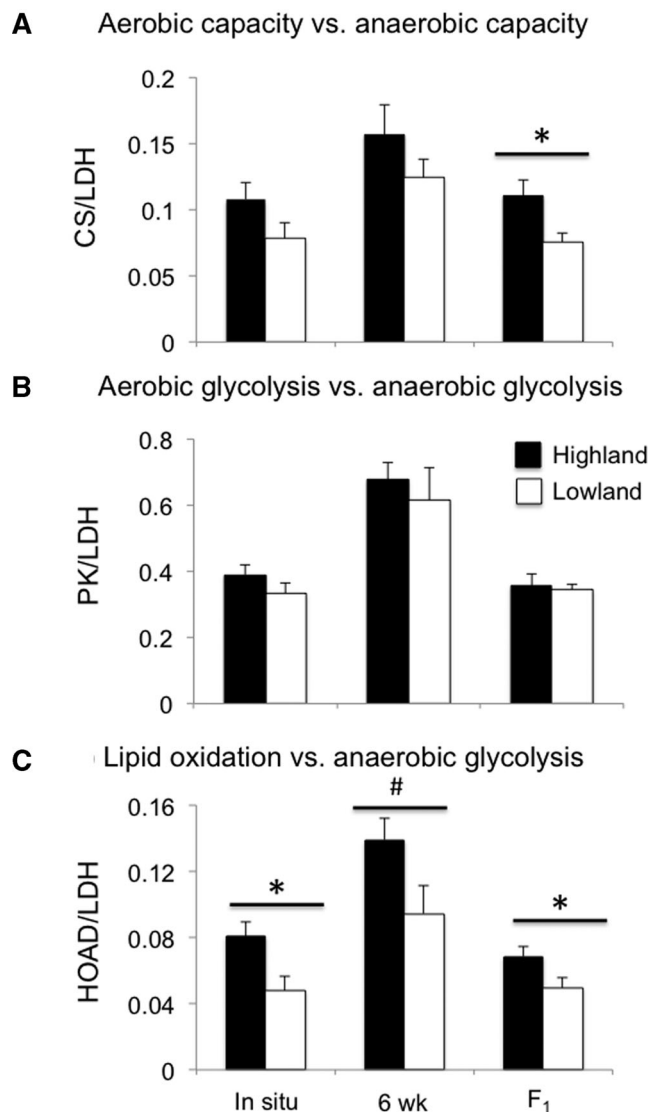 A Aerobic capacity vs. anaerobic capacity
0.2
0.15
0.1
0.05
0
CS/LDH
*
B Aerobic glycolysis vs. anaerobic glycolysis
0.8
0.6
0.4
0.2
0
PK/LDH
Highland
Lowland
C Lipid oxidation vs. anaerobic glycolysis
0.16
0.12
0.08
0.04
0
HOAD/LDH
*
#
*
In situ 6 wk F₁